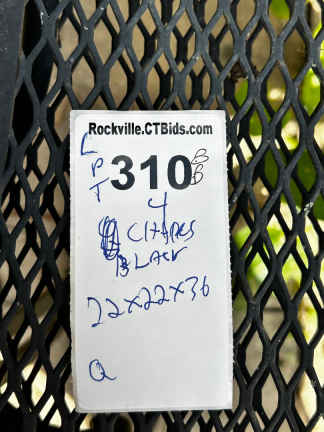 Rockville.CTBids.com
L
P
T
310 B
B
4
CHAIRS
BLACK
22x22x36
Q